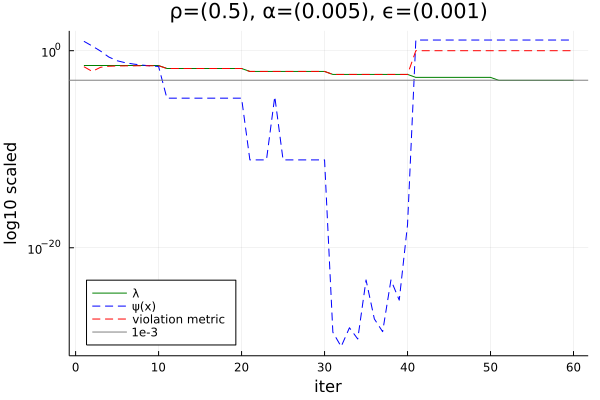 ρ=(0.5), α=(0.005), ϵ=(0.001)
log10 scaled
10⁰
10⁻²⁰
λ
ψ(x)
violation metric
1e-3
0 10 20 30 40 50 60
iter